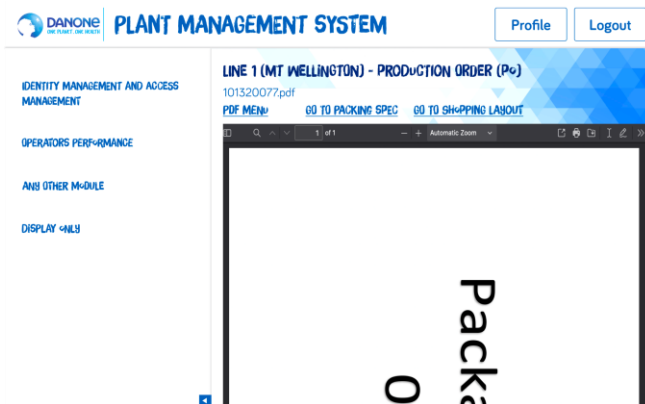 DANONE
ONE PLANET. ONE HEALTH
PLANT MANAGEMENT SYSTEM
Profile
Logout
IDENTITY MANAGEMENT AND ACCESS
MANAGEMENT
OPERATORS PERFORMANCE
ANY OTHER MODULE
DISPLAY ONLY
LINE 1 (MT WELLINGTON) - PRODUCTION ORDER (PO)
101320077.pdf
PDF MENU GO TO PACKING SPEC GO TO SHOPPING LAYOUT
1 of 1 Automatic Zoom
Packa